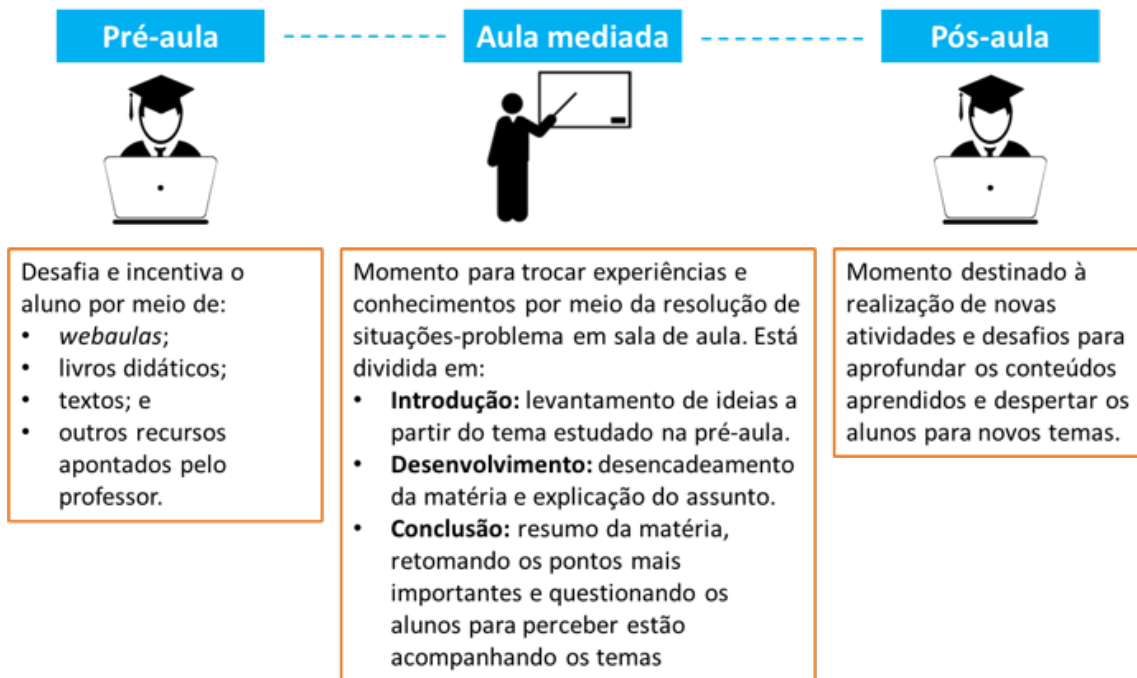 Pré-aula
Aula mediada
Pós-aula
Desafia e incentiva o
aluno por meio de:
• webaulas;
• livros didáticos;
• textos; e
• outros recursos
apontados pelo
professor.
Momento para trocar experiências e
conhecimentos por meio da resolução de
situações-problema em sala de aula. Está
dividida em:
• Introdução: levantamento de ideias a
partir do tema estudado na pré-aula.
• Desenvolvimento: desencadeamento
da matéria e explicação do assunto.
• Conclusão: resumo da matéria,
retomando os pontos mais
importantes e questionando os
alunos para perceber estão
acompanhando os temas
Momento destinado à
realização de novas
atividades e desafios para
aprofundar os conteúdos
aprendidos e despertar os
alunos para novos temas.